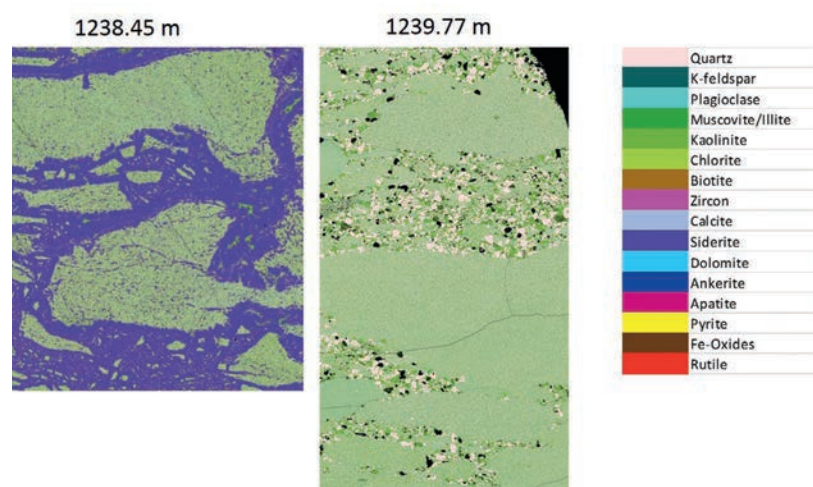 1238.45 m
1239.77 m
Quartz
K-feldspar
Plagioclase
Muscovite/Illite
Kaolinite
Chlorite
Biotite
Zircon
Calcite
Siderite
Dolomite
Ankerite
Apatite
Pyrite
Fe-Oxides
Rutile